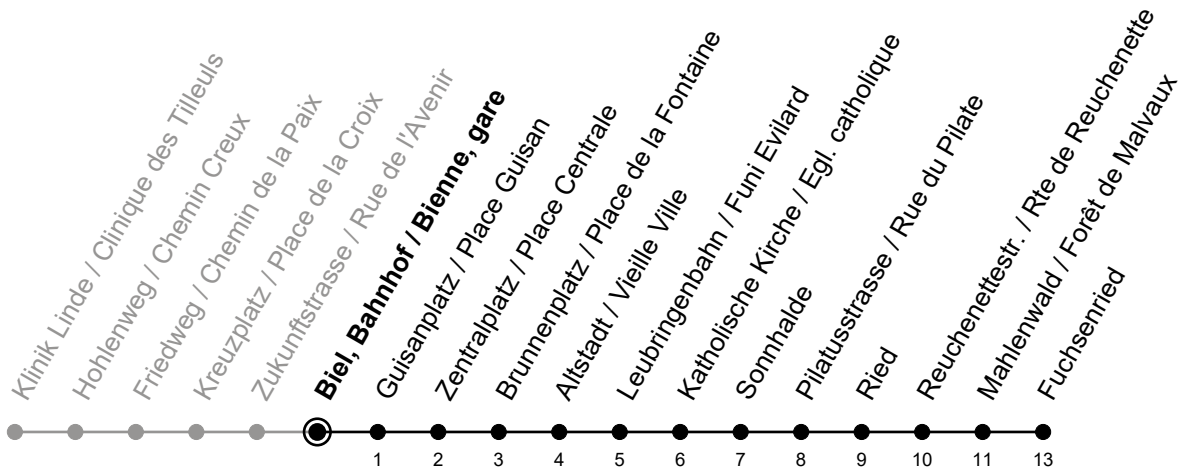 Klinik Linde / Clinique des Tilleuls
Hohlenweg / Chemin Creux
Friedweg / Chemin de la Paix
Kreuzplatz / Place de la Croix
Zukunftstrasse / Rue de l'Avenir
Biel, Bahnhof / Bienne, gare
Guisanplatz / Place Guisan
Zentralplatz / Place Centrale
Brunnenplatz / Place de la Fontaine
Altstadt / Vieille Ville
Leubringenbahn / Funi Evilard
Katholische Kirche / Egl. catholique
Sonnhalde
Pilatusstrasse / Rue du Pilate
Ried
Reuchenettestr. / Rte de Reuchenette
Mahlenwald / Forêt de Malvaux
Fuchsenried
1 2 3 4 5 6 7 8 9 10 11 13